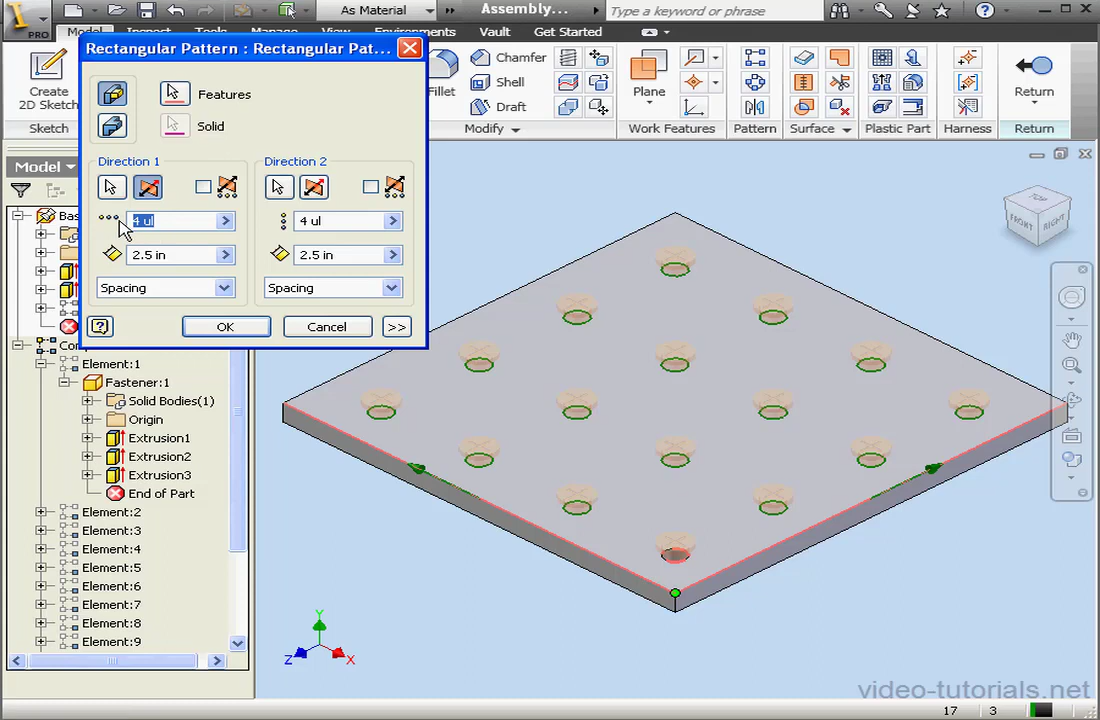 As Material
Assembly...
Type a keyword or phrase
PRO
Model
Inspect
Tools
Manage
View
Environments
Vault
Get Started
Rectangular Pattern : Rectangular Pat...
Create
2D Sketch
Sketch
Features
Solid
Fillet
Chamfer
Shell
Draft
Modify
Plane
Work Features
Pattern
Surface
Plastic Part
Harness
Return
Return
Direction 1
Direction 2
4 ul
4 ul
2.5 in
2.5 in
Spacing
Spacing
OK
Cancel
>>
Model
Bas
Co
Element:1
Fastener:1
Solid Bodies(1)
Origin
Extrusion1
Extrusion2
Extrusion3
End of Part
Element:2
Element:3
Element:4
Element:5
Element:6
Element:7
Element:8
Element:9
TOP
FRONT
RIGHT
Y
Z
X
video-tutorials.net
17
3